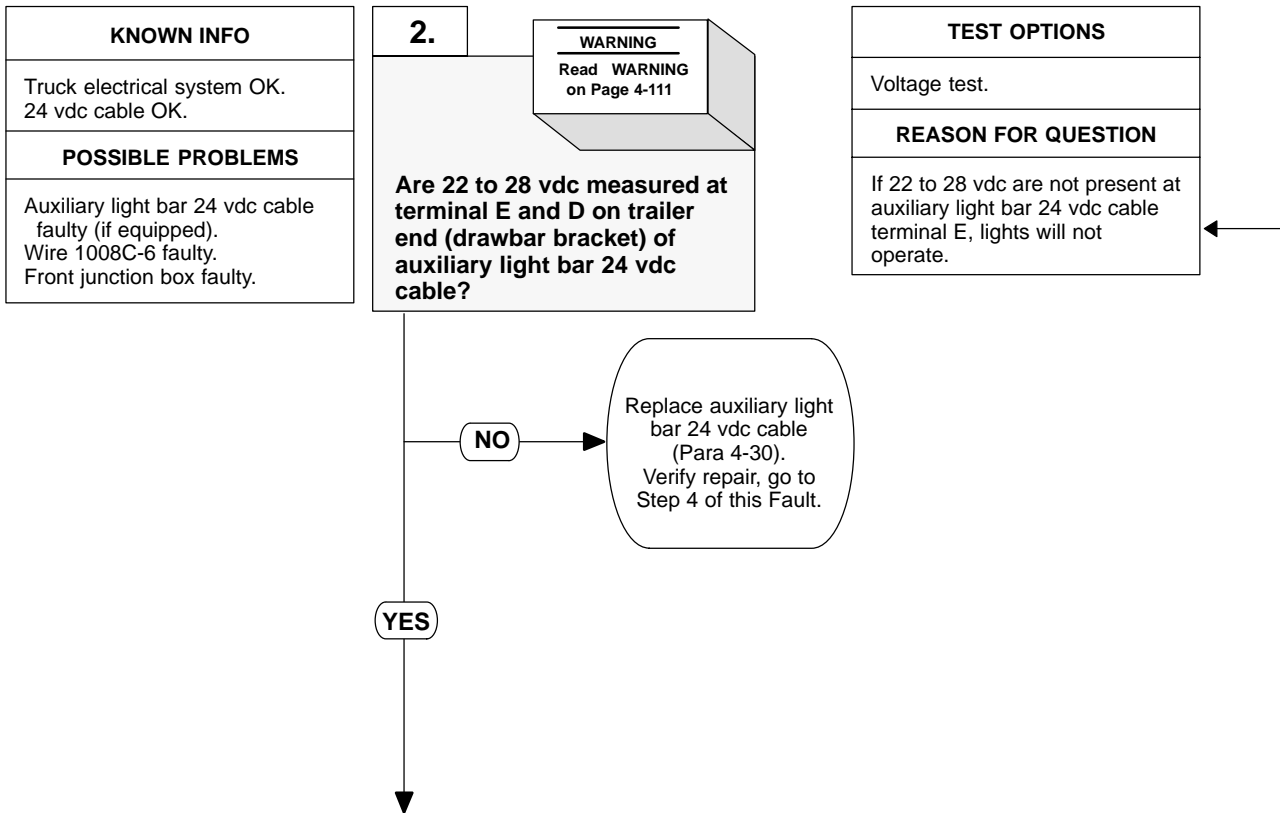 KNOWN INFO
Truck electrical system OK.
24 vdc cable OK.
POSSIBLE PROBLEMS
Auxiliary light bar 24 vdc cable
faulty (if equipped).
Wire 1008C-6 faulty.
Front junction box faulty.
2.
WARNING
Read WARNING
on Page 4-111
Are 22 to 28 vdc measured at
terminal E and D on trailer
end (drawbar bracket) of
auxiliary light bar 24 vdc
cable?
TEST OPTIONS
Voltage test.
REASON FOR QUESTION
If 22 to 28 vdc are not present at
auxiliary light bar 24 vdc cable
terminal E, lights will not
operate.
NO
Replace auxiliary light
bar 24 vdc cable
(Para 4-30).
Verify repair, go to
Step 4 of this Fault.
YES